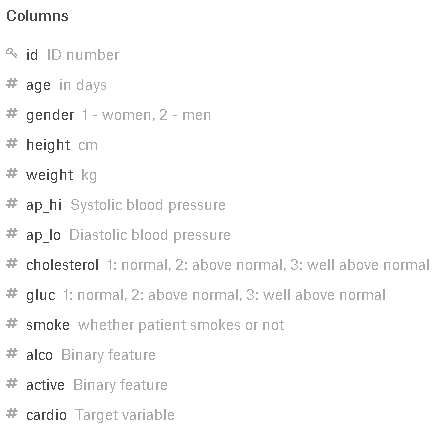 Columns
id ID number
age in days
gender 1 - women, 2 - men
height cm
weight kg
ap_hi Systolic blood pressure
ap_lo Diastolic blood pressure
cholesterol 1: normal, 2: above normal, 3: well above normal
gluc 1: normal, 2: above normal, 3: well above normal
smoke whether patient smokes or not
alco Binary feature
active Binary feature
cardio Target variable